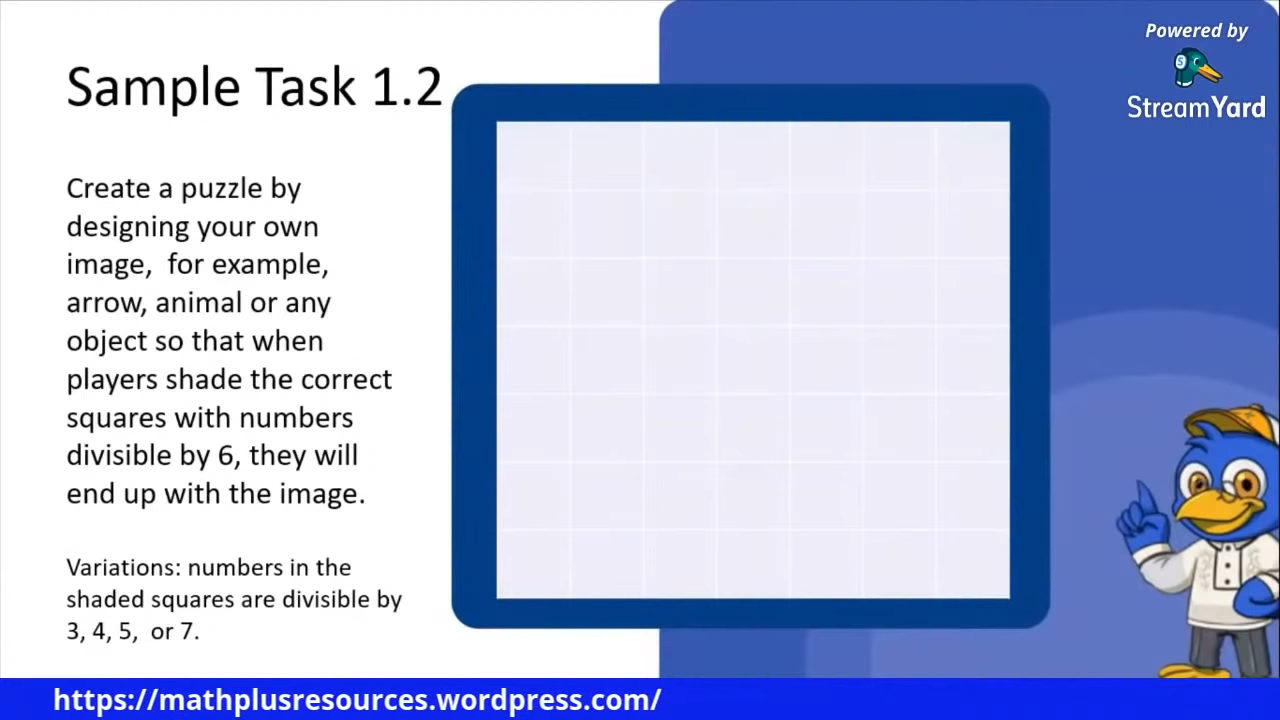 Powered by
StreamYard
Sample Task 1.2
Create a puzzle by
designing your own
image,  for example,
arrow, animal or any
object so that when
players shade the correct
squares with numbers
divisible by 6, they will
end up with the image.
Variations: numbers in the
shaded squares are divisible by
3, 4, 5,  or 7.
https://mathplusresources.wordpress.com/